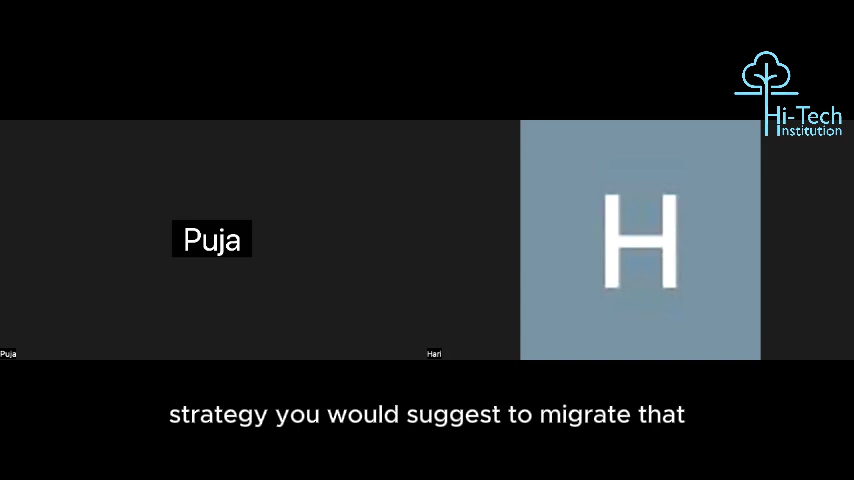 Hi-Tech
Institution
Puja
H
Puja
Hari
strategy you would suggest to migrate that